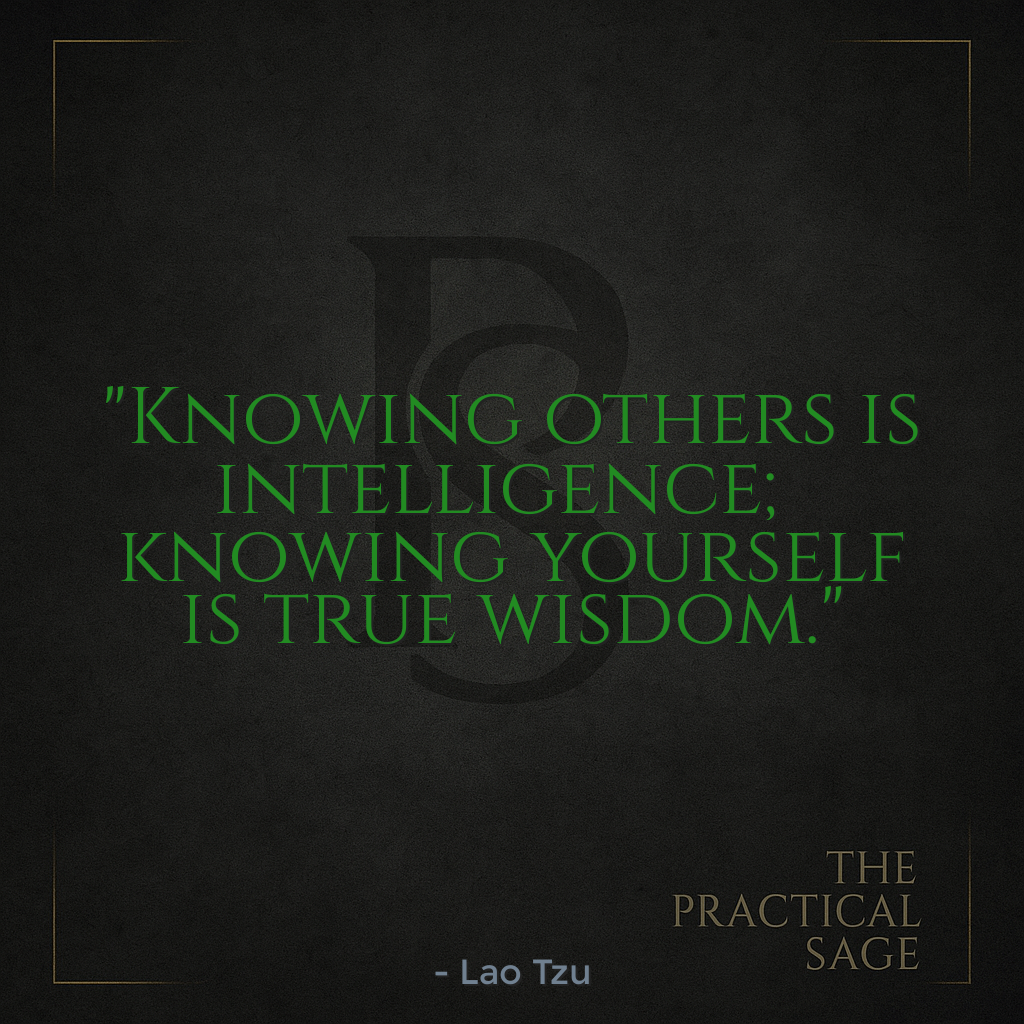 "Knowing others is
intelligence;
knowing yourself
is true wisdom."
THE
PRACTICAL
SAGE
- Lao Tzu